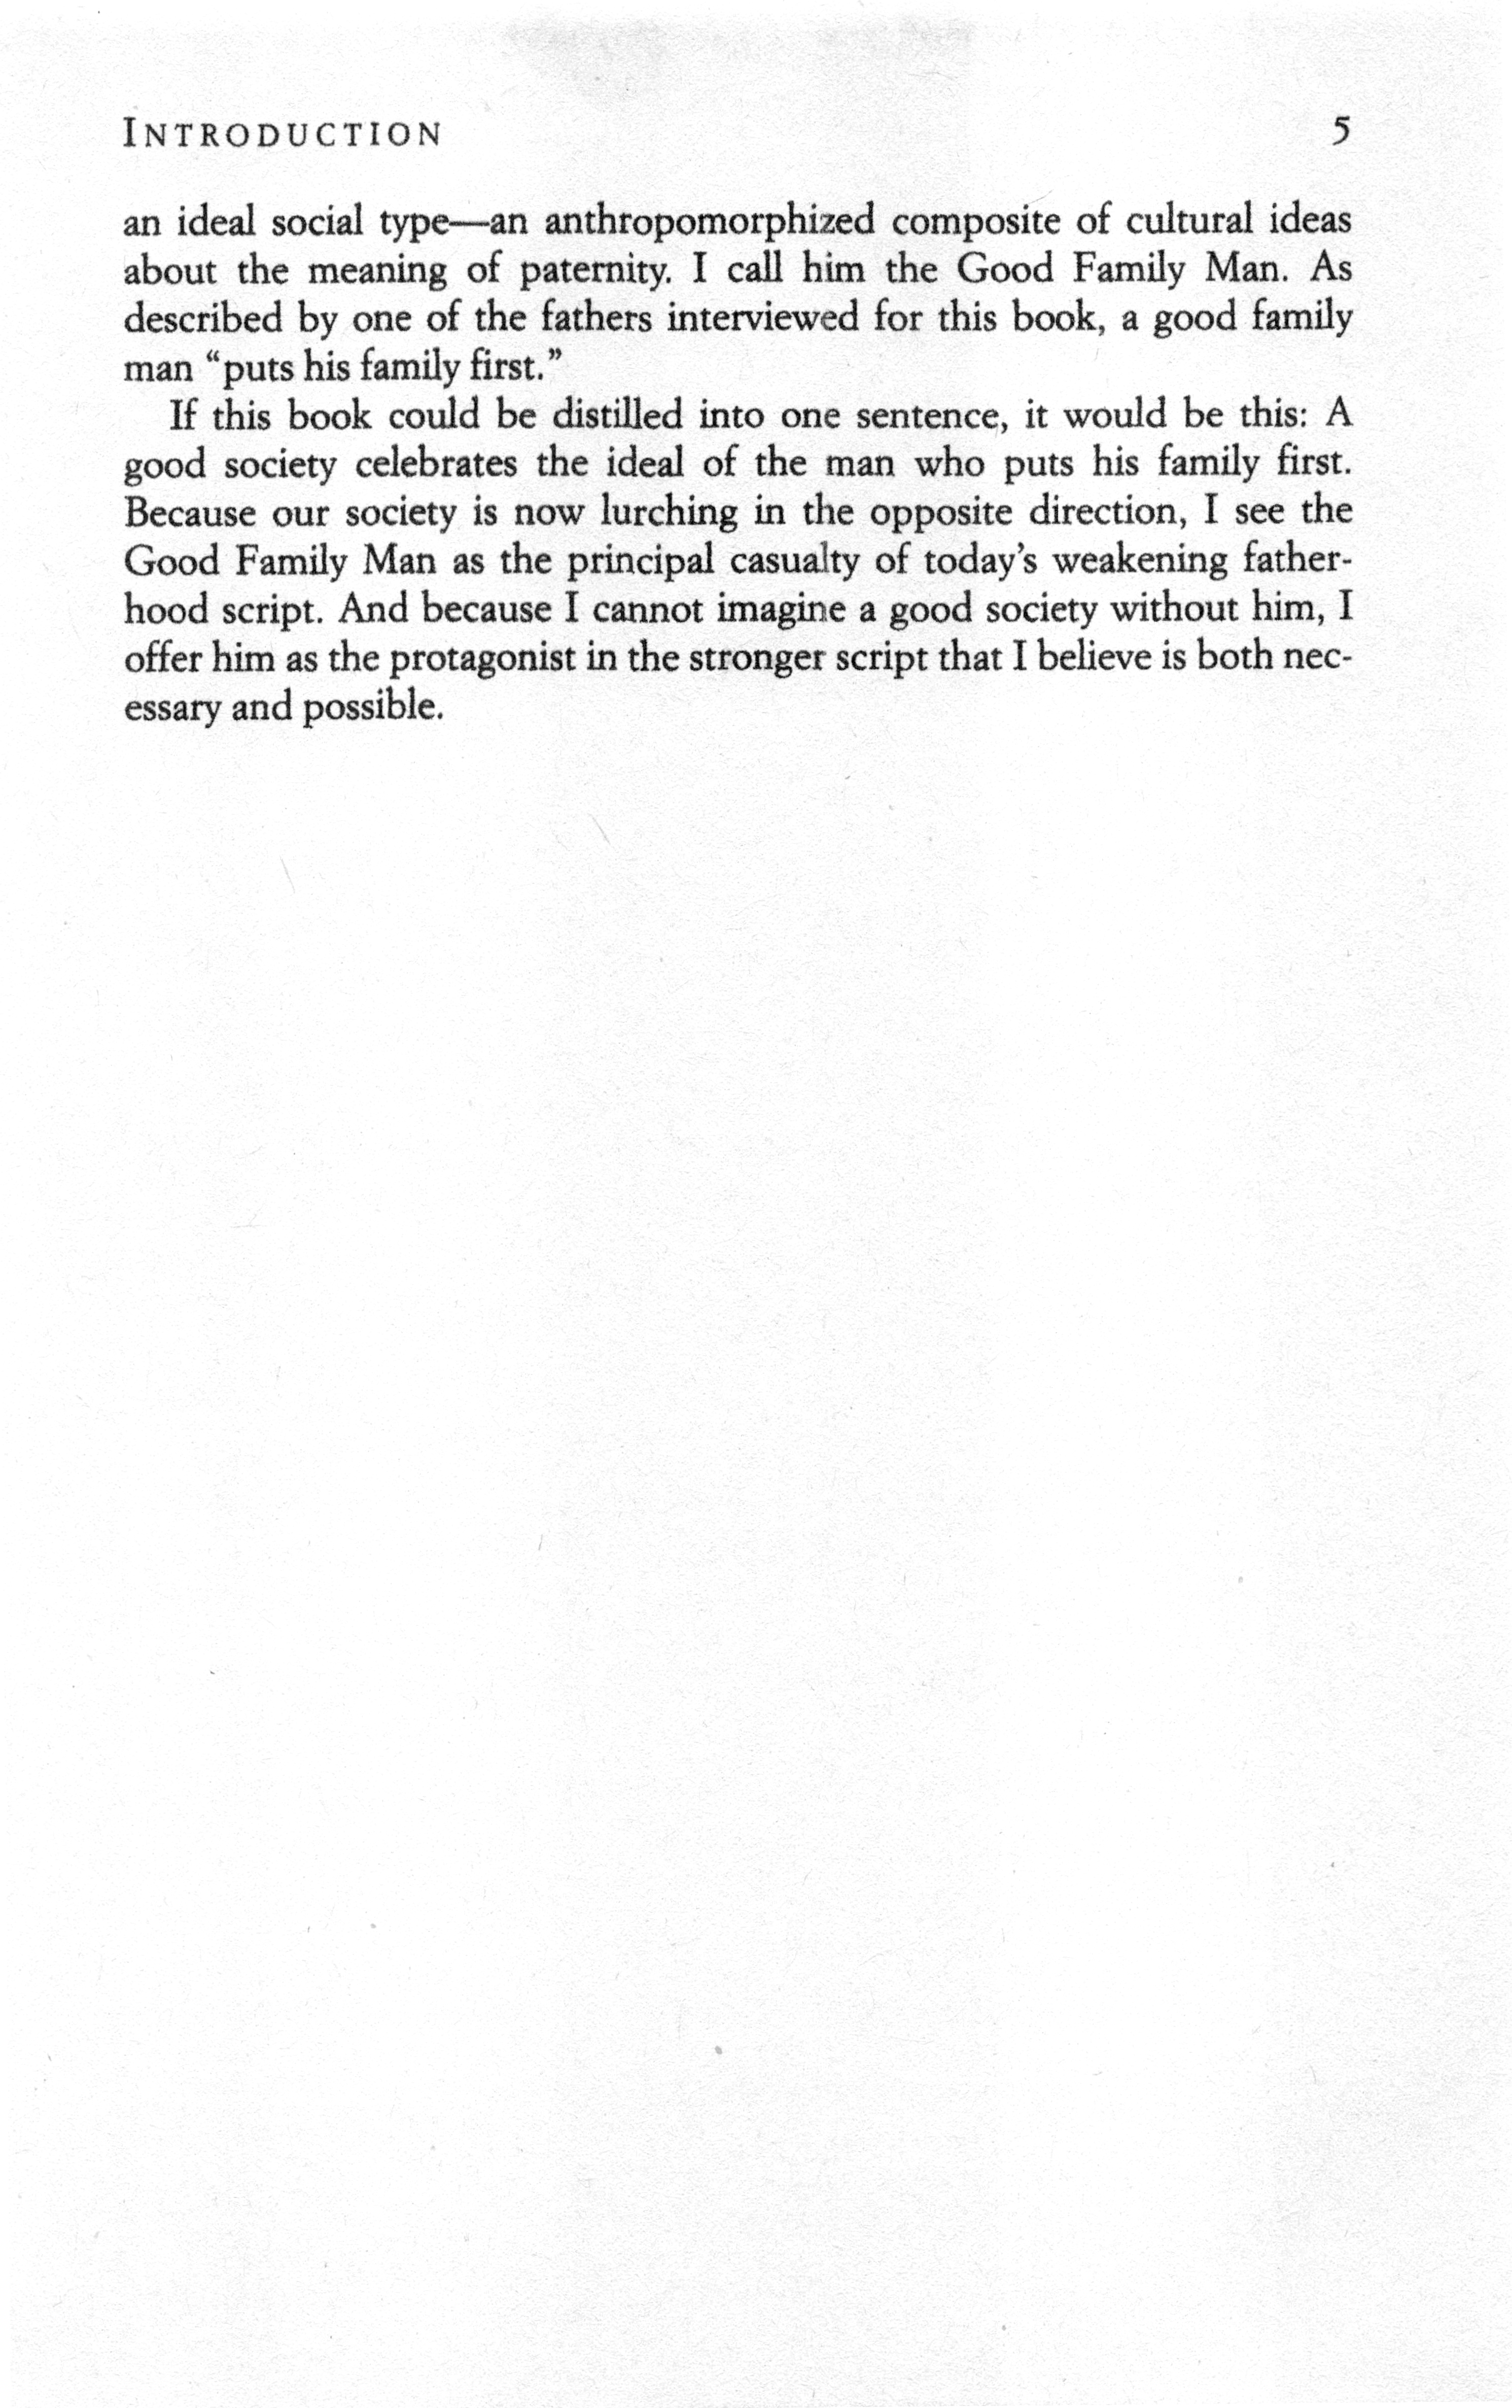 INTRODUCTION 5
an ideal social type—an anthropomorphized composite of cultural ideas
about the meaning of paternity. I call him the Good Family Man. As
described by one of the fathers interviewed for this book, a good family
man “puts his family first.”
If this book could be distilled into one sentence, it would be this: A
good society celebrates the ideal of the man who puts his family first.
Because our society is now lurching in the opposite direction, I see the
Good Family Man as the principal casualty of today’s weakening father-
hood script. And because I cannot imagine a good society without him, I
offer him as the protagonist in the stronger script that I believe is both nec-
essary and possible.